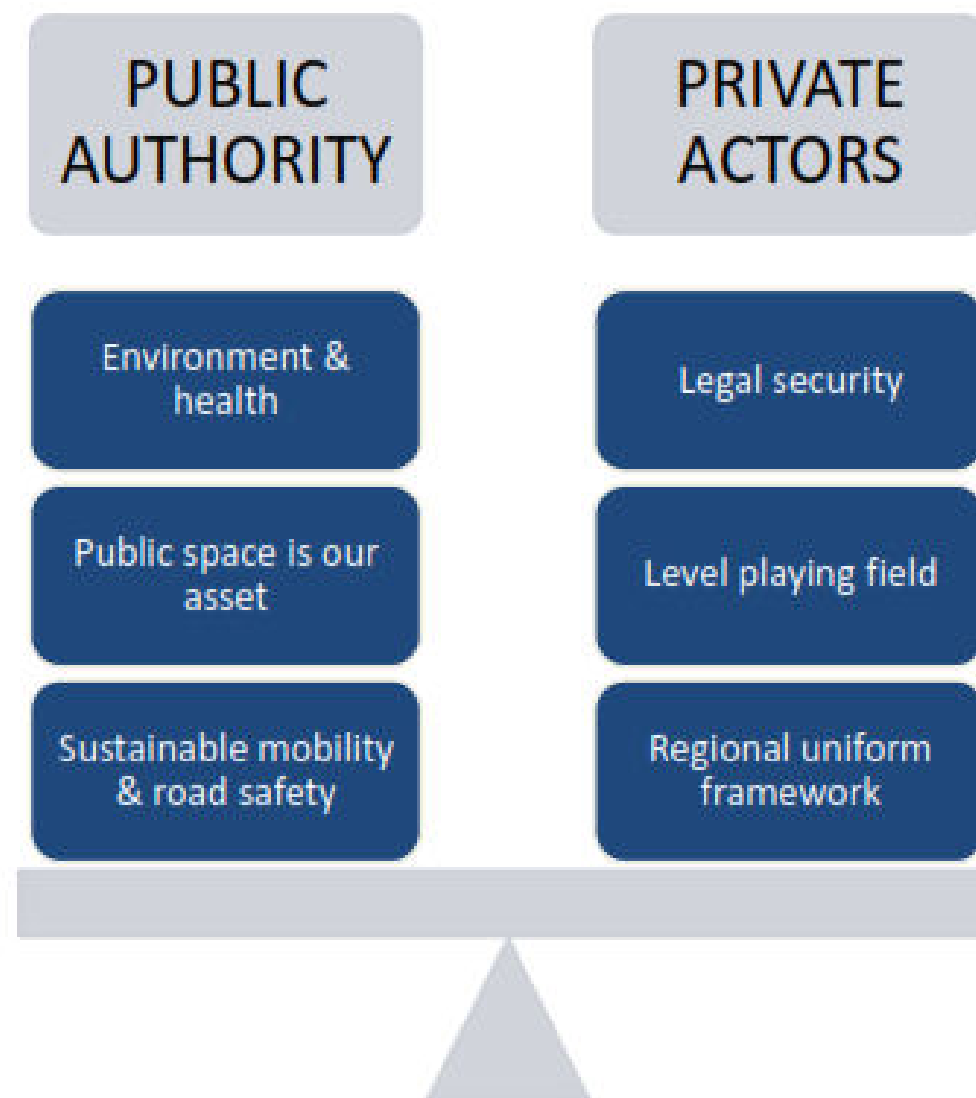 PUBLIC
AUTHORITY
Environment &
health
Public space is our
asset
Sustainable mobility
& road safety
PRIVATE
ACTORS
Legal security
Level playing field
Regional uniform
framework